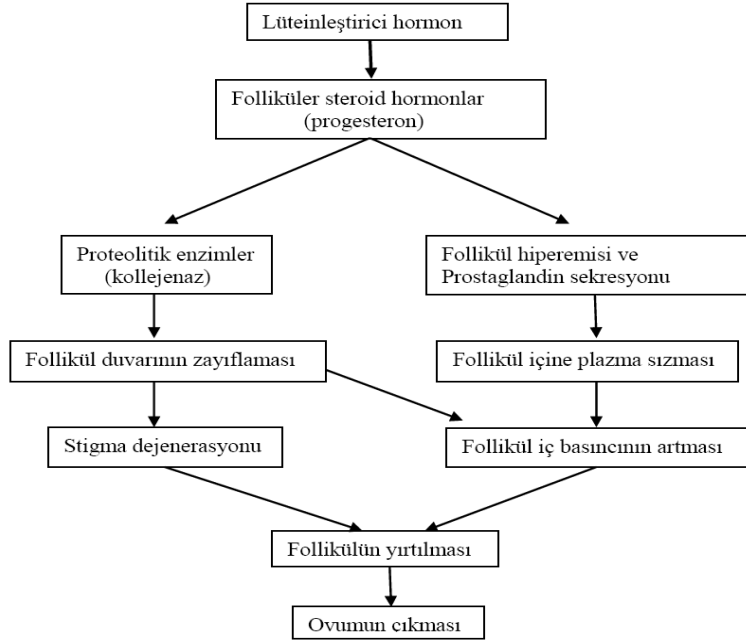 Lüteinleştirici hormon
Folliküler steroid hormonlar
(progesteron)
Proteolitik enzimler
(kollejenaz)
Follikül hiperemisi ve
Prostaglandin sekresyonu
Follikül duvarının zayıflaması
Follikül içine plazma sızması
Stigma dejenerasyonu
Follikül iç basıncının artması
Follikülün yırtılması
Ovumun çıkması